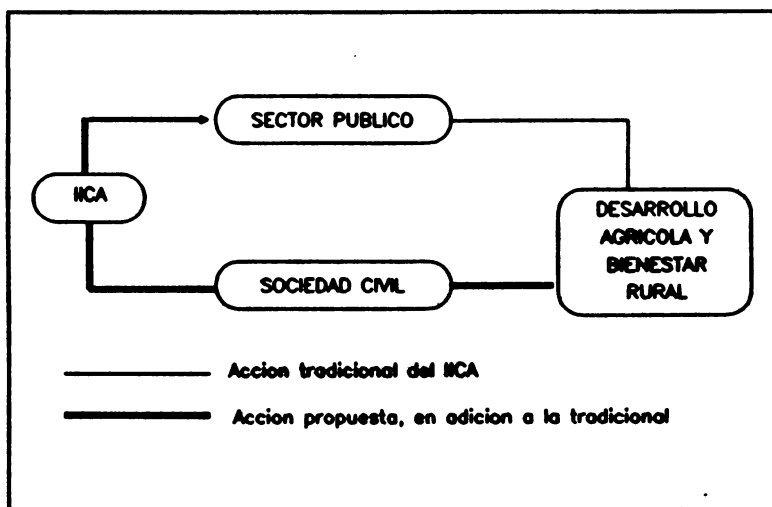 SECTOR PUBLICO
IICA
DESARROLLO
AGRICOLA Y
BIENESTAR
RURAL
SOCIEDAD CIVIL
Accion tradicional del IICA
Accion propuesta, en adicion a la tradicional